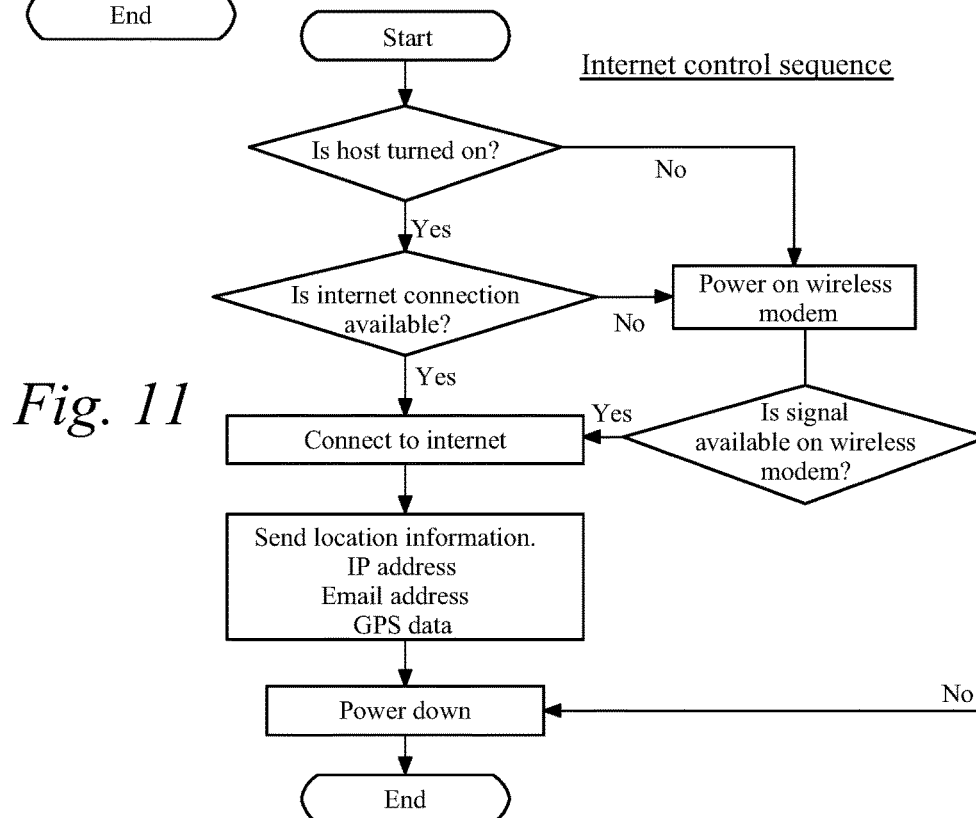 End
Start
Internet control sequence
Is host turned on?
No
Yes
Is internet connection
available?
No
Power on wireless
modem
Yes
Fig. 11
Connect to internet
Yes
Is signal
available on wireless
modem?
Send location information.
IP address
Email address
GPS data
Power down
No
End